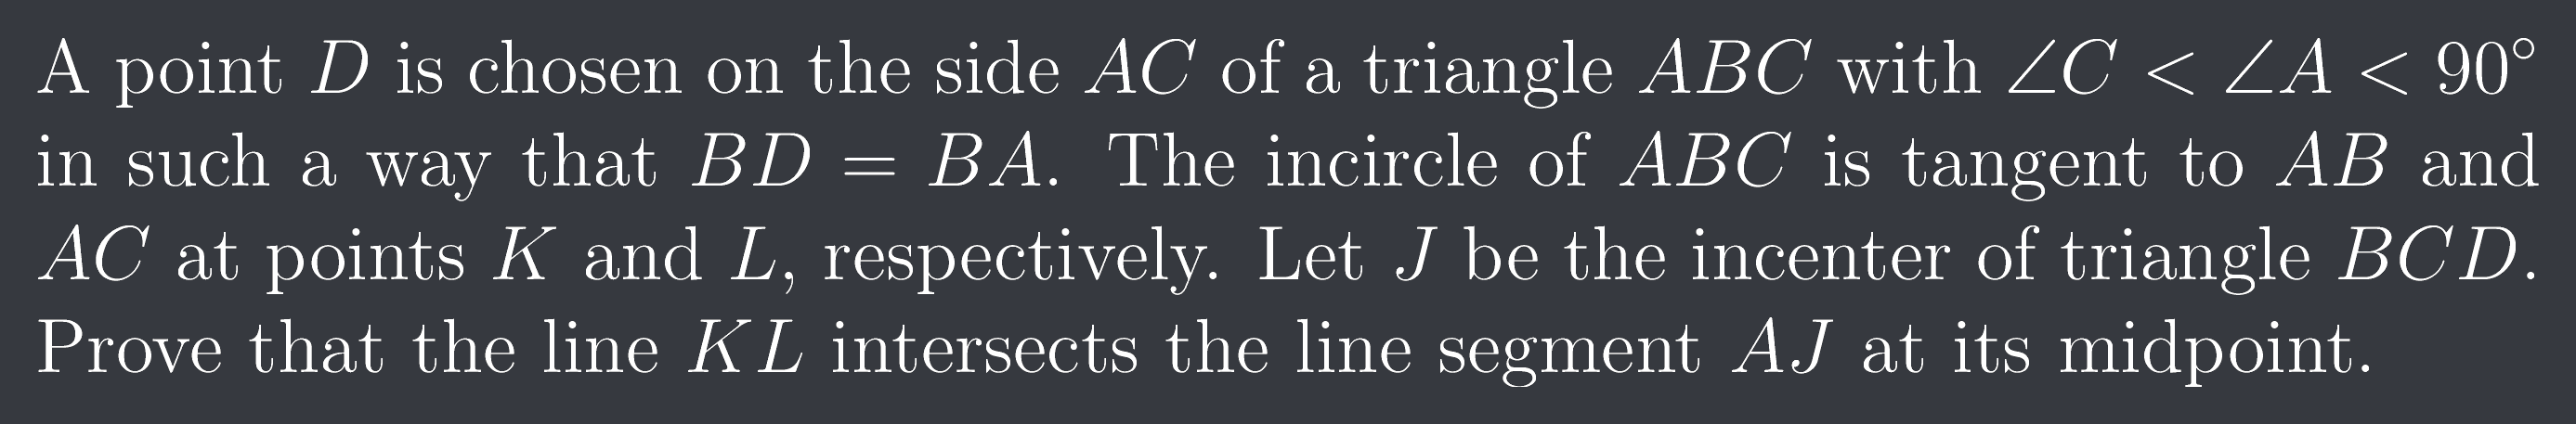 A point D is chosen on the side AC of a triangle ABC with ∠C < ∠A < 90°
in such a way that BD = BA. The incircle of ABC is tangent to AB and
AC at points K and L, respectively. Let J be the incenter of triangle BCD.
Prove that the line KL intersects the line segment AJ at its midpoint.